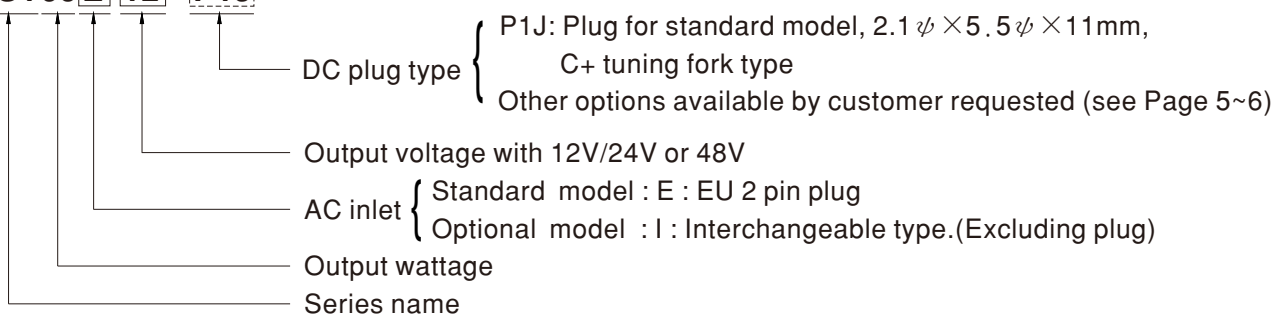 P1J: Plug for standard model, 2.1ψ×5.5ψ×11mm,
DC plug type
C+ tuning fork type
Other options available by customer requested (see Page 5~6)
Output voltage with 12V/24V or 48V
Standard model : E : EU 2 pin plug
AC inlet
Optional model : I : Interchangeable type.(Excluding plug)
Output wattage
Series name